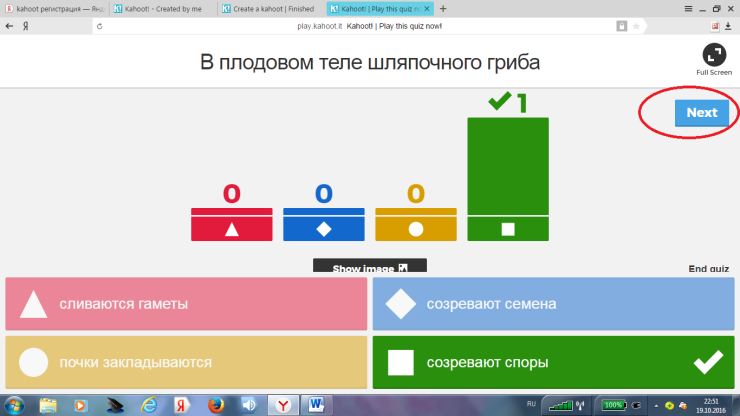 kahoot регистрация — Янд
Kahoot! - Created by me
Create a kahoot | Finished
Kahoot! | Play this quiz no
play.kahoot.it Kahoot! | Play this quiz now!
В плодовом теле шляпочного гриба
Full Screen
Next
0
0
0
1
Show image
End quiz
сливаются гаметы
созревают семена
почки закладываются
созревают споры
RU
100%
22:51
19.10.2016